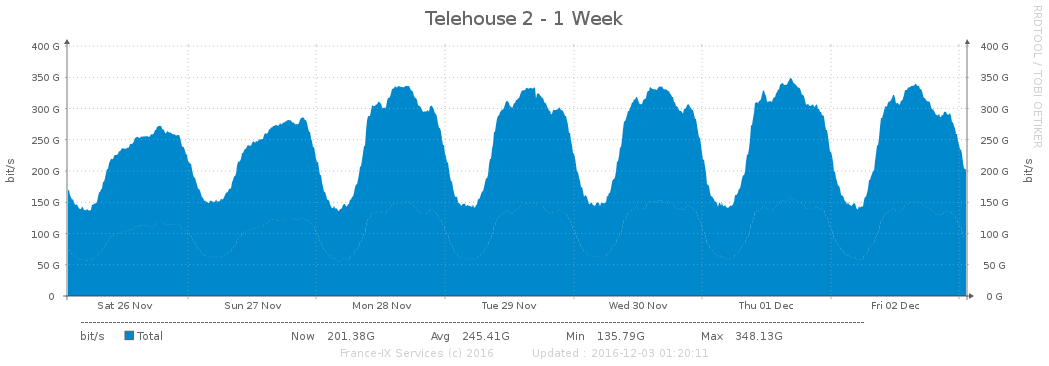 Telehouse 2 - 1 Week
RRDTOOL / TOBI OETIKER
400 G 400 G
350 G 350 G
300 G 300 G
250 G 250 G
200 G 200 G
150 G 150 G
100 G 100 G
50 G 50 G
0 0 G
bit/s
bit/s
Sat 26 Nov Sun 27 Nov Mon 28 Nov Tue 29 Nov Wed 30 Nov Thu 01 Dec Fri 02 Dec
bit/s Total Now 201.38G Avg 245.41G Min 135.79G Max 348.13G
France-IX Services (c) 2016 Updated : 2016-12-03 01:20:11